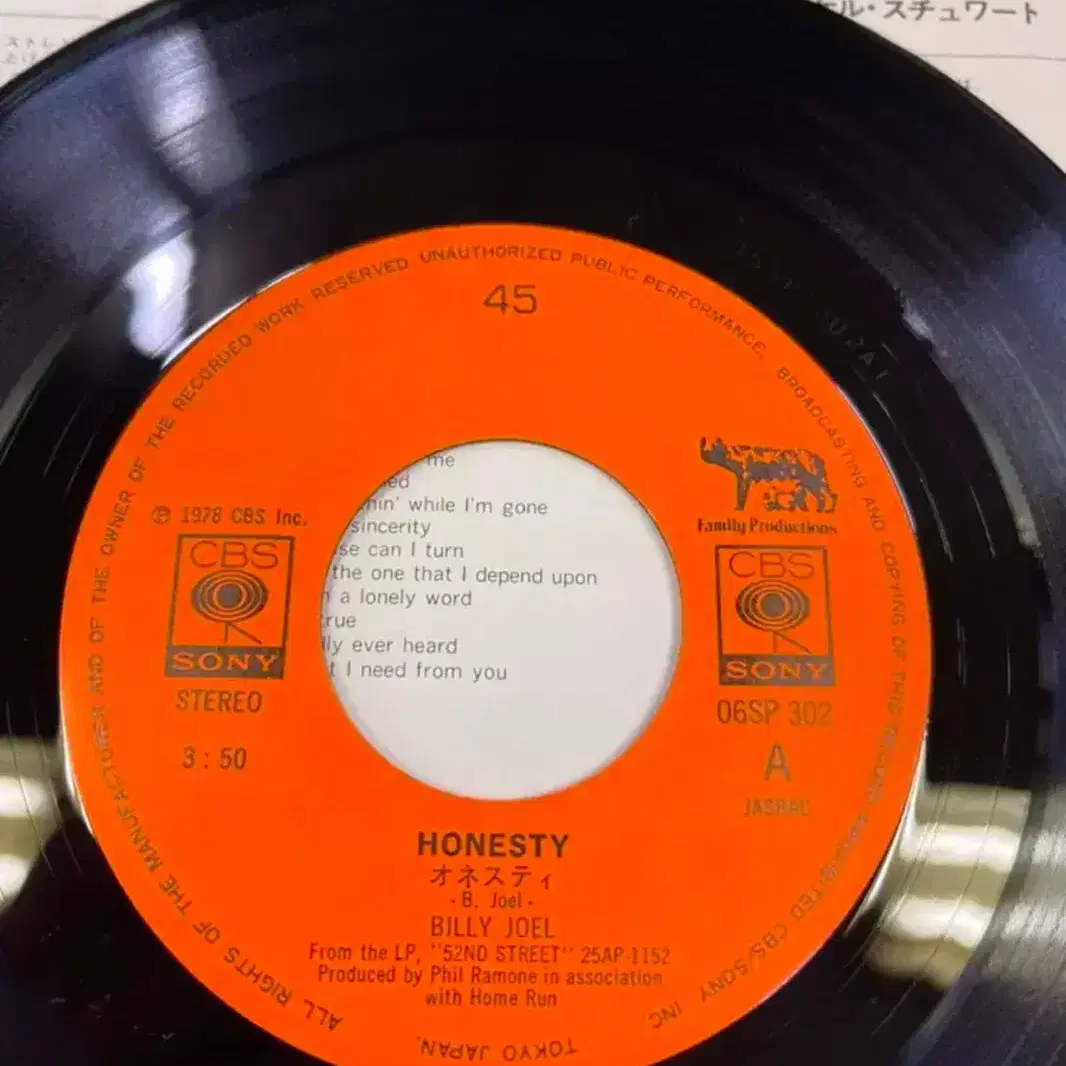 ケル・スチュワート
ALL RIGHTS OF THE MANUFACTURER AND OF THE OWNER OF THE RECORDED WORK RESERVED UNAUTHORIZED PUBLIC PERFORMANCE, BROADCASTING AND COPYING OF THIS RECORD PROHIBITED CBS/SONY INC. TOKYO JAPAN.
45
Family Productions
℗ 1978 CBS Inc.
CBS
SONY
STEREO
3:50
CBS
SONY
06SP 302
A
JASRAC
me
hin' while I'm gone
sincerity
se can I turn
the one that I depend upon
a lonely word
rue
lly ever heard
t I need from you
HONESTY
オネスティ
- B. Joel -
BILLY JOEL
From the LP, "52ND STREET" 25AP-1152
Produced by Phil Ramone in association
with Home Run